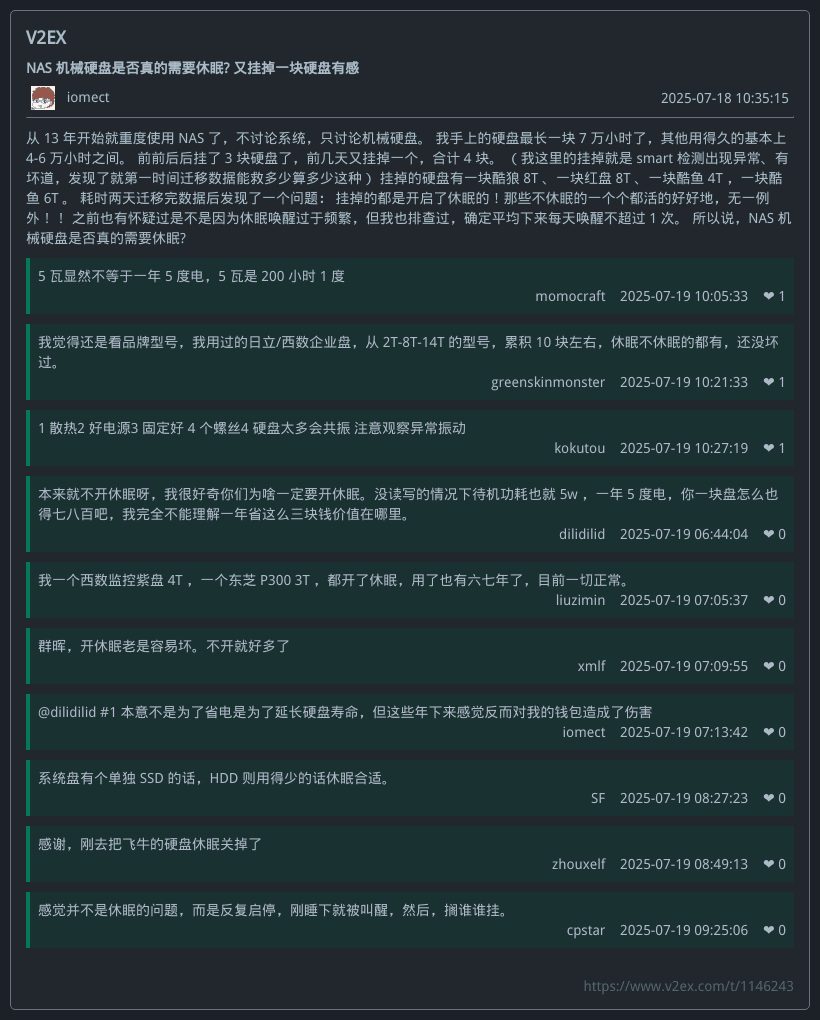 V2EX
NAS 机械硬盘是否真的需要休眠? 又挂掉一块硬盘有感
iomect 2025-07-18 10:35:15
从 13 年开始就重度使用 NAS 了，不讨论系统，只讨论机械硬盘。 我手上的硬盘最长一块 7 万小时了，其他用得久的基本上
4-6 万小时之间。 前前后后挂了 3 块硬盘了，前几天又挂掉一个，合计 4 块。（ 我这里的挂掉就是 smart 检测出现异常、有
坏道，发现了就第一时间迁移数据能救多少算多少这种 ） 挂掉的硬盘有一块酷狼 8T 、一块红盘 8T 、一块酷鱼 4T ，一块酷
鱼 6T 。 耗时两天迁移完数据后发现了一个问题： 挂掉的都是开启了休眠的！那些不休眠的一个个都活的好好地，无一例
外！！ 之前也有怀疑过是不是因为休眠唤醒过于频繁，但我也排查过，确定平均下来每天唤醒不超过 1 次。 所以说，NAS 机
械硬盘是否真的需要休眠?
5 瓦显然不等于一年 5 度电，5 瓦是 200 小时 1 度
momocraft 2025-07-19 10:05:33 ❤ 1
我觉得还是看品牌型号，我用过的日立/西数企业盘，从 2T-8T-14T 的型号，累积 10 块左右，休眠不休眠的都有，还没坏
过。
greenskinmonster 2025-07-19 10:21:33 ❤ 1
1 散热2 好电源3 固定好 4 个螺丝4 硬盘太多会共振 注意观察异常振动
kokutou 2025-07-19 10:27:19 ❤ 1
本来就不开休眠呀，我很好奇你们为啥一定要开休眠。没读写的情况下待机功耗也就 5w ，一年 5 度电，你一块盘怎么也
得七八百吧，我完全不能理解一年省这么三块钱价值在哪里。
dilidilid 2025-07-19 06:44:04 ❤ 0
我一个西数监控紫盘 4T ，一个东芝 P300 3T ，都开了休眠，用了也有六七年了，目前一切正常。
liuzimin 2025-07-19 07:05:37 ❤ 0
群晖，开休眠老是容易坏。不开就好多了
xmlf 2025-07-19 07:09:55 ❤ 0
@dilidilid #1 本意不是为了省电是为了延长硬盘寿命，但这些年下来感觉反而对我的钱包造成了伤害
iomect 2025-07-19 07:13:42 ❤ 0
系统盘有个单独 SSD 的话，HDD 则用得少的话休眠合适。
SF 2025-07-19 08:27:23 ❤ 0
感谢，刚去把飞牛的硬盘休眠关掉了
zhouxelf 2025-07-19 08:49:13 ❤ 0
感觉并不是休眠的问题，而是反复启停，刚睡下就被叫醒，然后，搁谁谁挂。
cpstar 2025-07-19 09:25:06 ❤ 0
https://www.v2ex.com/t/1146243